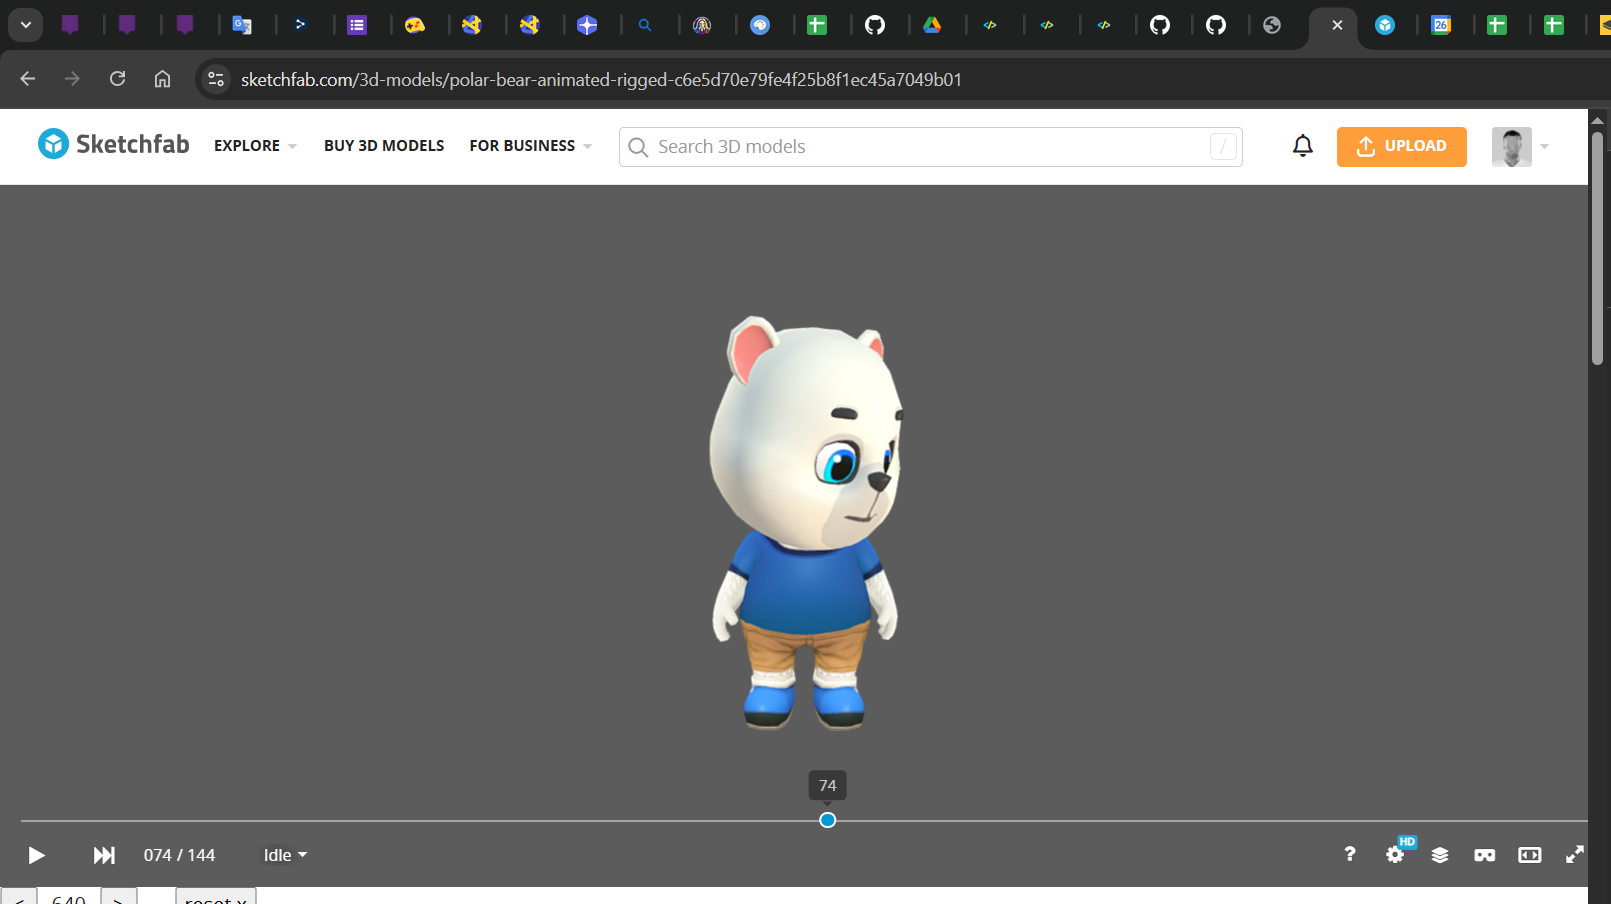 sketchfab.com/3d-models/polar-bear-animated-rigged-c6e5d70e79fe4f25b8f1ec45a7049b01
Sketchfab EXPLORE BUY 3D MODELS FOR BUSINESS Search 3D models / UPLOAD
74
074 / 144 Idle ? HD
< 640 > reset x